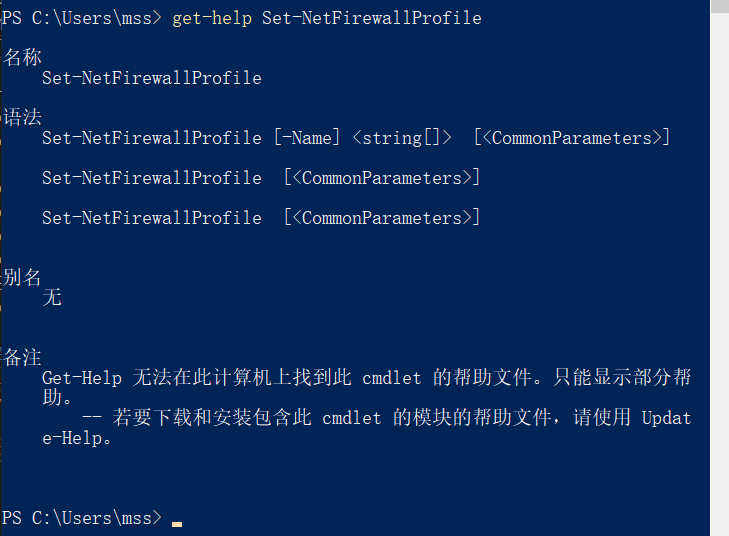 PS C:\Users\mss> get-help Set-NetFirewallProfile
名称
Set-NetFirewallProfile
语法
Set-NetFirewallProfile [-Name] <string[]>  [<CommonParameters>]
Set-NetFirewallProfile  [<CommonParameters>]
Set-NetFirewallProfile  [<CommonParameters>]
别名
无
备注
Get-Help 无法在此计算机上找到此 cmdlet 的帮助文件。只能显示部分帮
助。
-- 若要下载和安装包含此 cmdlet 的模块的帮助文件，请使用 Updat
e-Help。
PS C:\Users\mss>